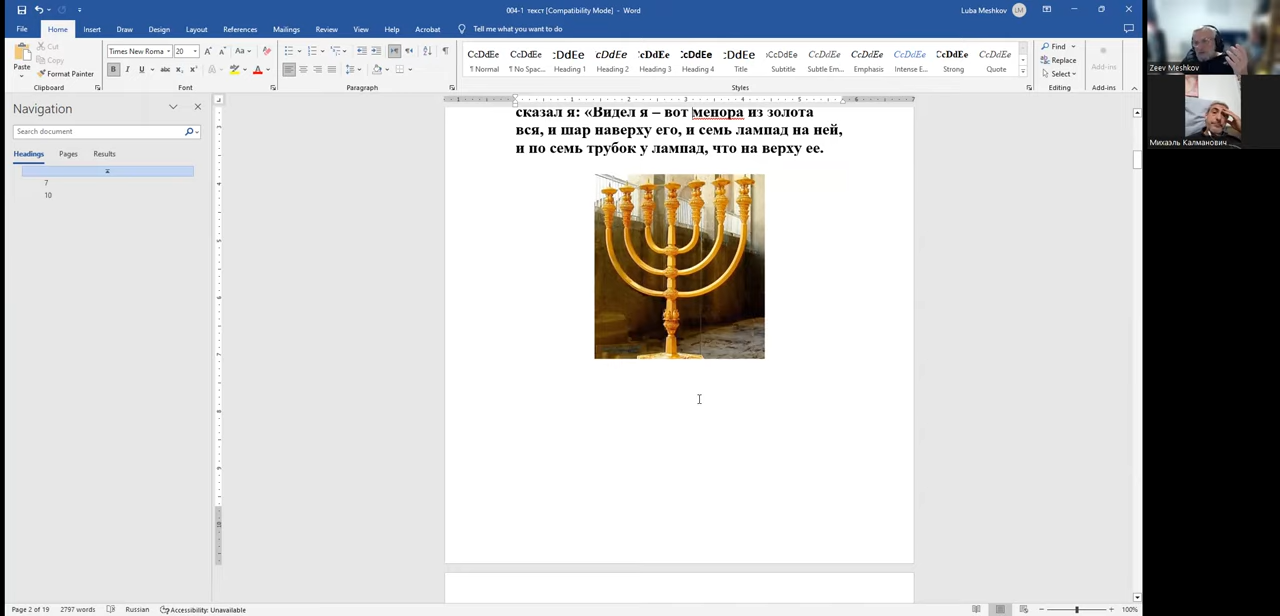 004-1 текст [Compatibility Mode] - Word
Luba Meshkov
LM
File
Home
Insert
Draw
Design
Layout
References
Mailings
Review
View
Help
Acrobat
Tell me what you want to do
Paste
Cut
Copy
Format Painter
Clipboard
Times New Roma
20
Font
Paragraph
AaBbCcDdEe
¶ Normal
¶ No Spac...
Heading 1
Heading 2
Heading 3
Heading 4
Title
Subtitle
Subtle Em...
Emphasis
Intense E...
Strong
Quote
Styles
Find
Replace
Select
Editing
Add-ins
Add-ins
Navigation
Search document
Headings
Pages
Results
7
10
сказал я: «Видел я – вот менора из золота
вся, и шар наверху его, и семь лампад на ней,
и по семь трубок у лампад, что на верху ее.
Zeev Meshkov
Михаэль Калманович
Page 2 of 19
2797 words
Russian
Accessibility: Unavailable
100%